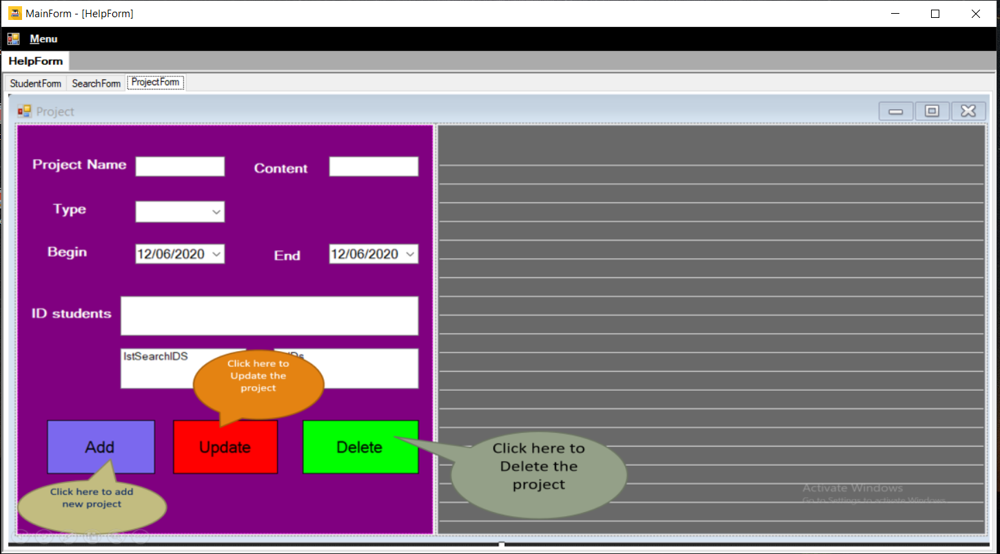 MainForm - [HelpForm]
Menu
HelpForm
StudentForm SearchForm ProjectForm
Project
Project Name
Content
Type
Begin 12/06/2020
End 12/06/2020
ID students
lstSearchIDS
Click here to
Update the
project
Add
Update
Delete
Click here to add
new project
Click here to
Delete the
project
Activate Windows
Go to Settings to activate Windows.